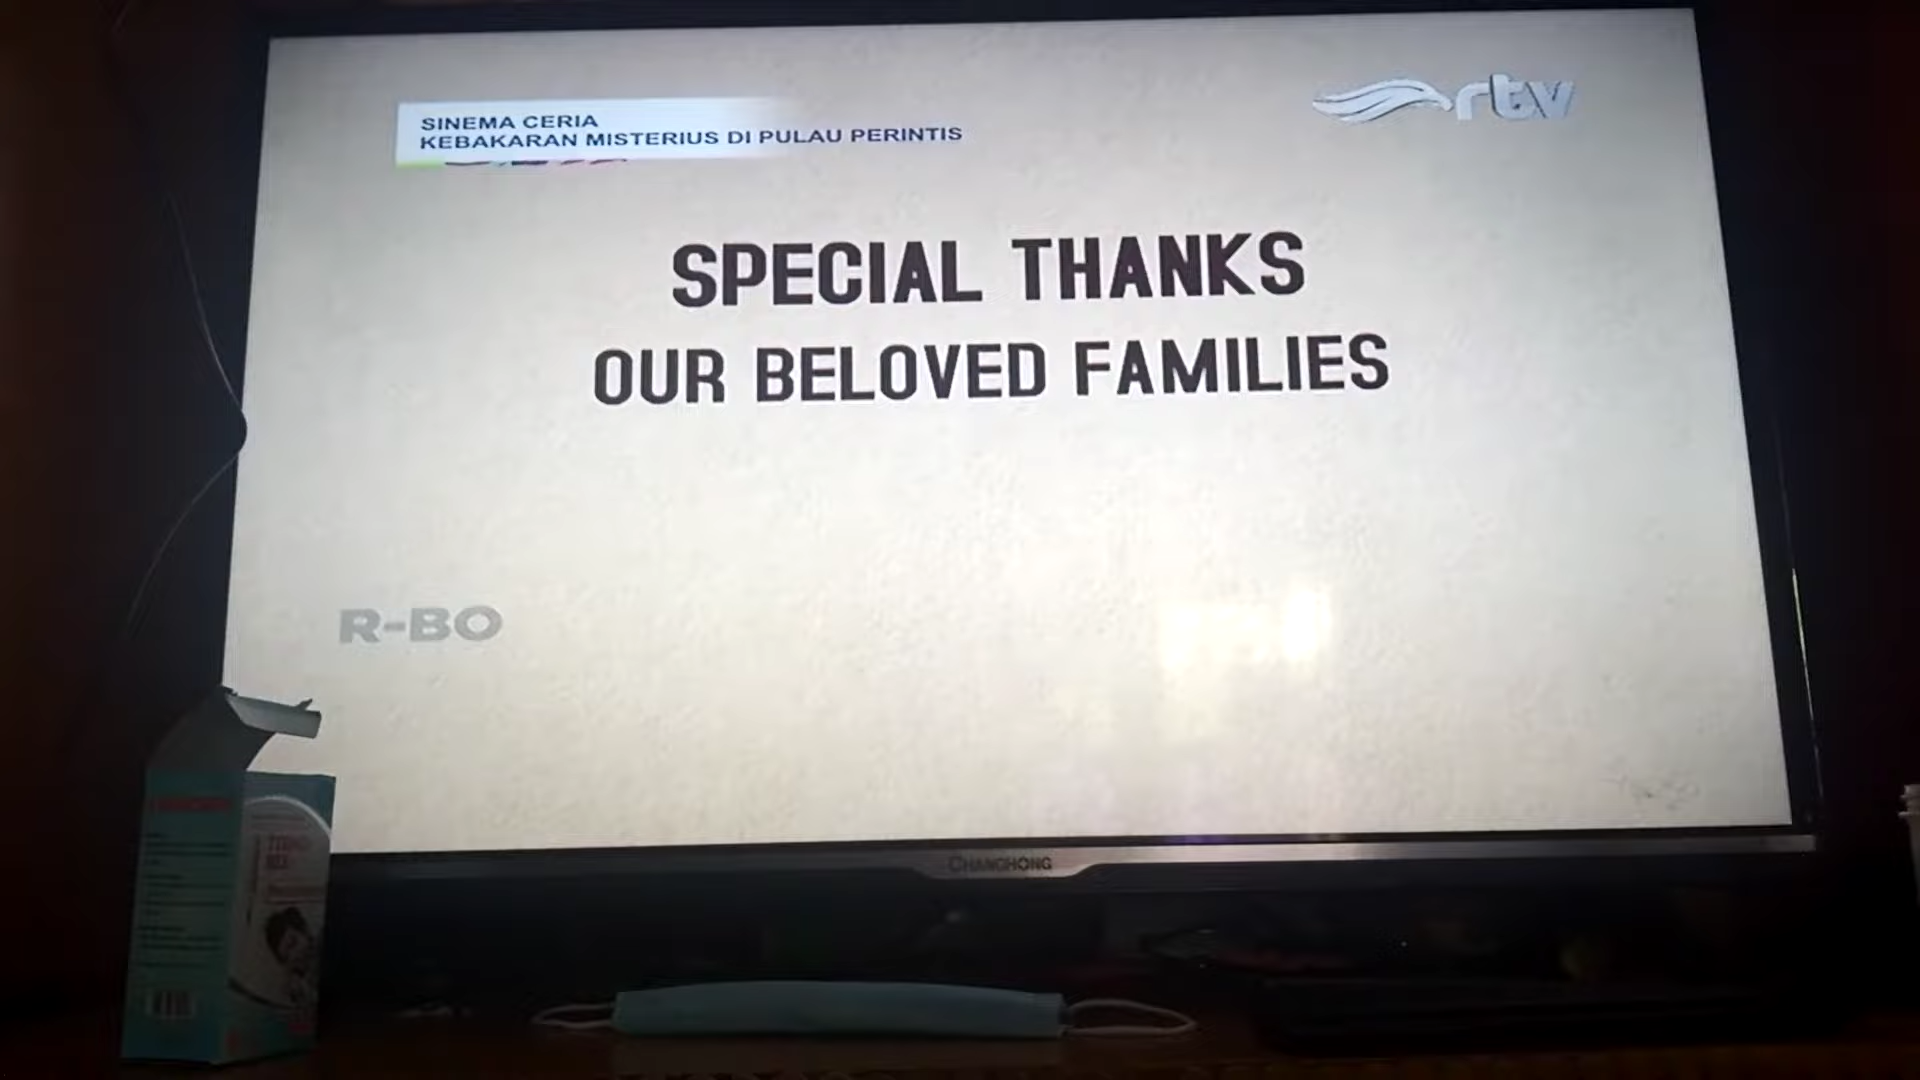 SINEMA CERIA
KEBAKARAN MISTERIUS DI PULAU PERINTIS
rtv
SPECIAL THANKS
OUR BELOVED FAMILIES
R-BO
CHANGHONG